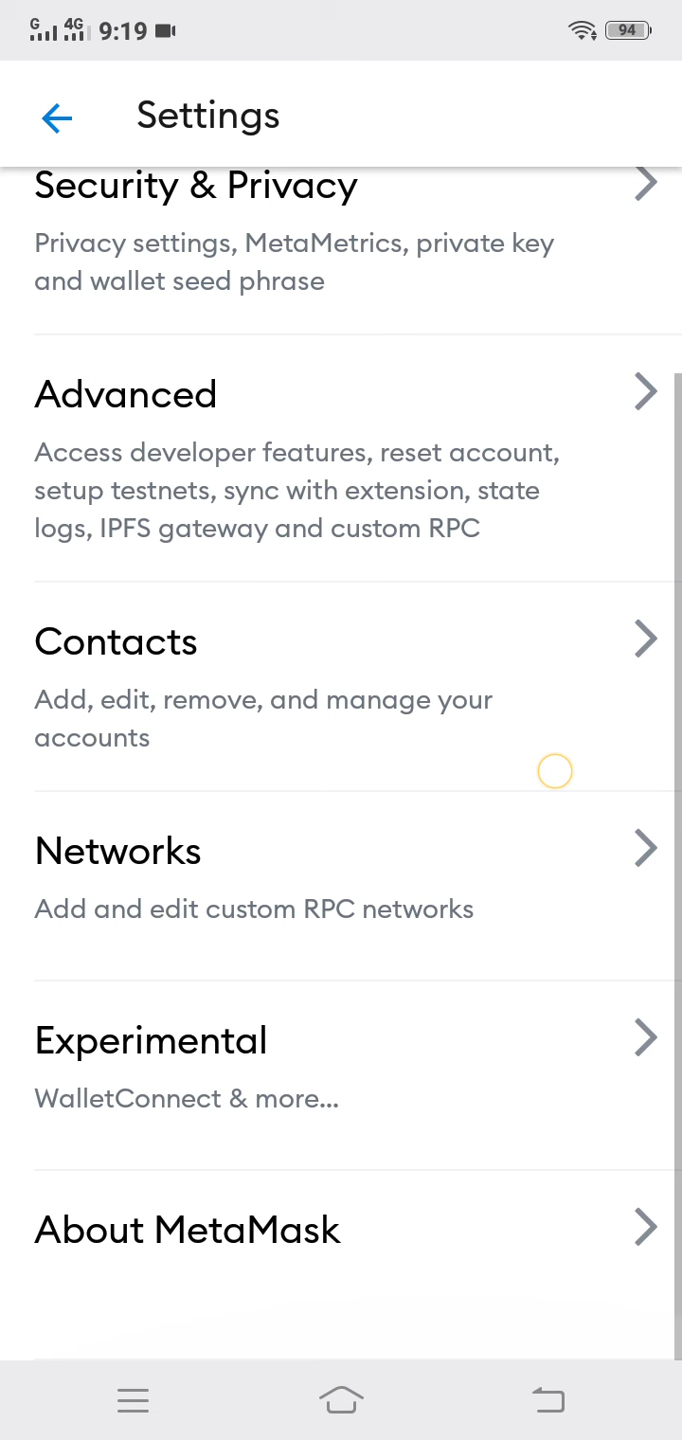 G 4G 9:19 94
Settings
Security & Privacy
Privacy settings, MetaMetrics, private key
and wallet seed phrase
Advanced
Access developer features, reset account,
setup testnets, sync with extension, state
logs, IPFS gateway and custom RPC
Contacts
Add, edit, remove, and manage your
accounts
Networks
Add and edit custom RPC networks
Experimental
WalletConnect & more...
About MetaMask